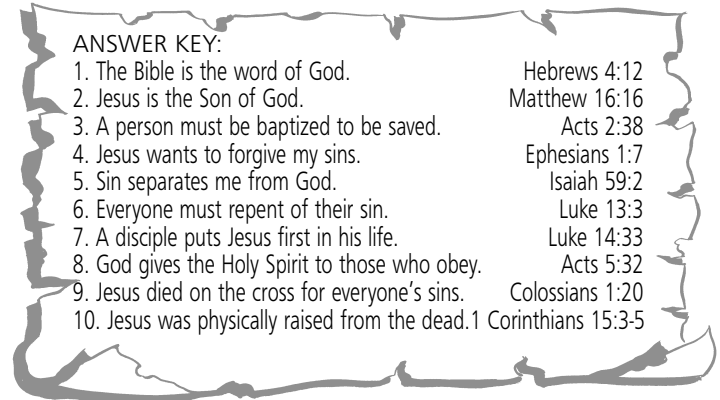 ANSWER KEY:
1. The Bible is the word of God. Hebrews 4:12
2. Jesus is the Son of God. Matthew 16:16
3. A person must be baptized to be saved. Acts 2:38
4. Jesus wants to forgive my sins. Ephesians 1:7
5. Sin separates me from God. Isaiah 59:2
6. Everyone must repent of their sin. Luke 13:3
7. A disciple puts Jesus first in his life. Luke 14:33
8. God gives the Holy Spirit to those who obey. Acts 5:32
9. Jesus died on the cross for everyone’s sins. Colossians 1:20
10. Jesus was physically raised from the dead.1 Corinthians 15:3-5